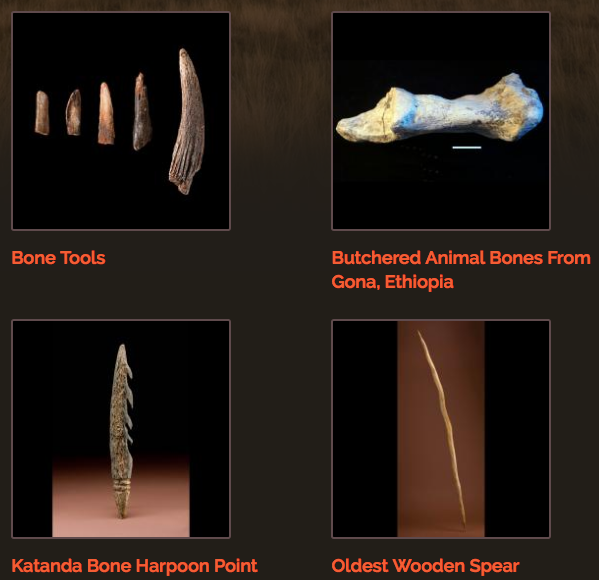 Bone Tools
Butchered Animal Bones From
Gona, Ethiopia
Katanda Bone Harpoon Point
Oldest Wooden Spear